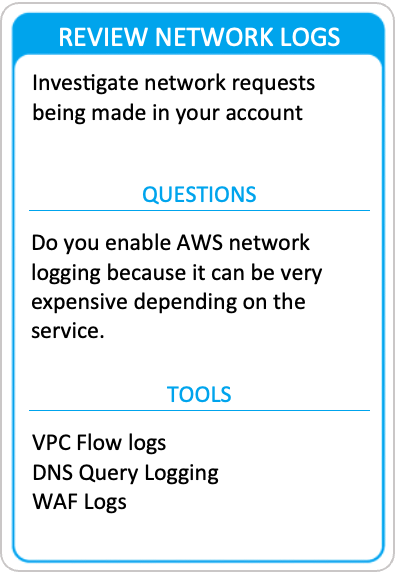 REVIEW NETWORK LOGS
Investigate network requests
being made in your account
QUESTIONS
Do you enable AWS network
logging because it can be very
expensive depending on the
service.
TOOLS
VPC Flow logs
DNS Query Logging
WAF Logs